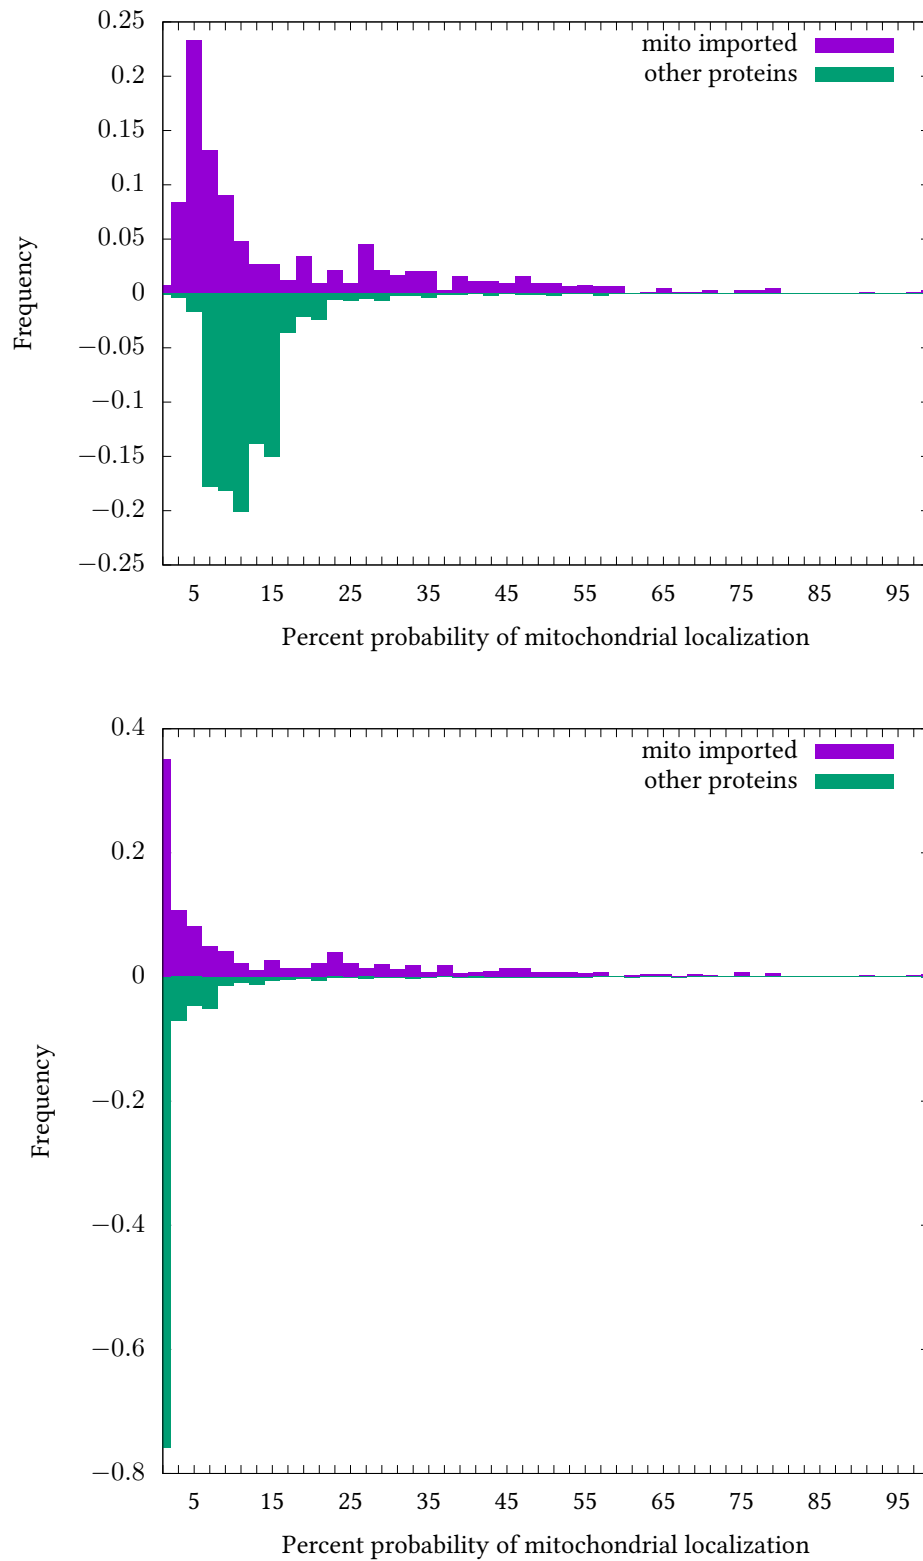 0.25
0.2
0.15
0.1
0.05
0
−0.05
−0.1
−0.15
−0.2
−0.25
Frequency
mito imported
other proteins
5 15 25 35 45 55 65 75 85 95
Percent probability of mitochondrial localization
0.4
0.2
0
−0.2
−0.4
−0.6
−0.8
Frequency
mito imported
other proteins
5 15 25 35 45 55 65 75 85 95
Percent probability of mitochondrial localization